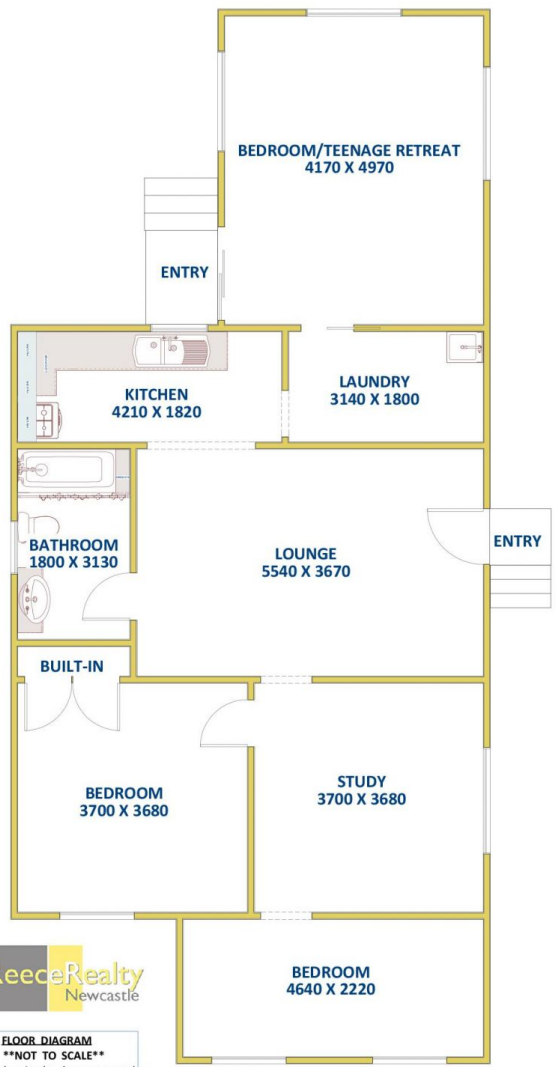 BEDROOM/TEENAGE RETREAT
4170 X 4970
ENTRY
KITCHEN
4210 X 1820
LAUNDRY
3140 X 1800
BATHROOM
1800 X 3130
LOUNGE
5540 X 3670
ENTRY
BUILT-IN
BEDROOM
3700 X 3680
STUDY
3700 X 3680
BEDROOM
4640 X 2220
ReeceRealty
Newcastle
FLOOR DIAGRAM
**NOT TO SCALE**